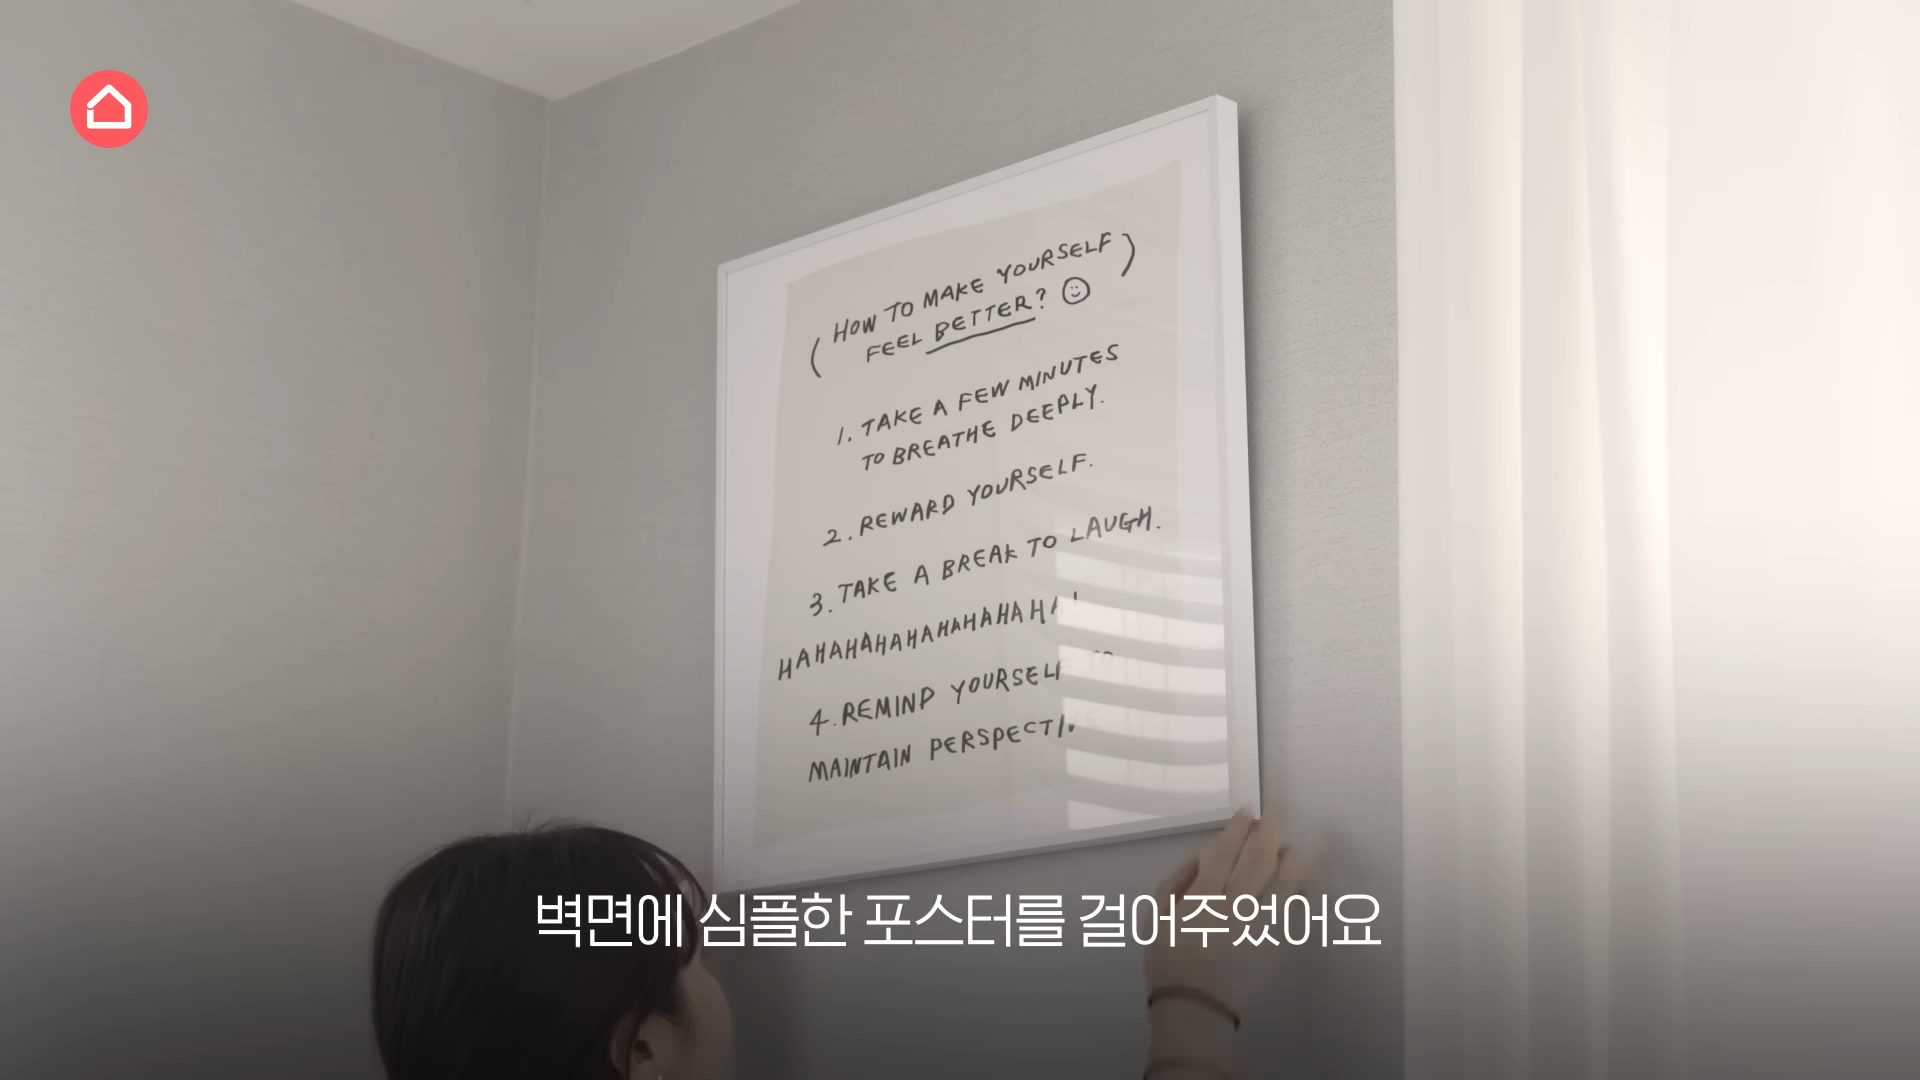 ( HOW TO MAKE YOURSELF )
FEEL BETTER? ☺
1. TAKE A FEW MINUTES
TO BREATHE DEEPLY.
2. REWARD YOURSELF.
3. TAKE A BREAK TO LAUGH.
HAHAHAHAHAHAHAHAHA
4. REMIND YOURSELF TO
MAINTAIN
벽면에 심플한 포스터를 걸어주었어요